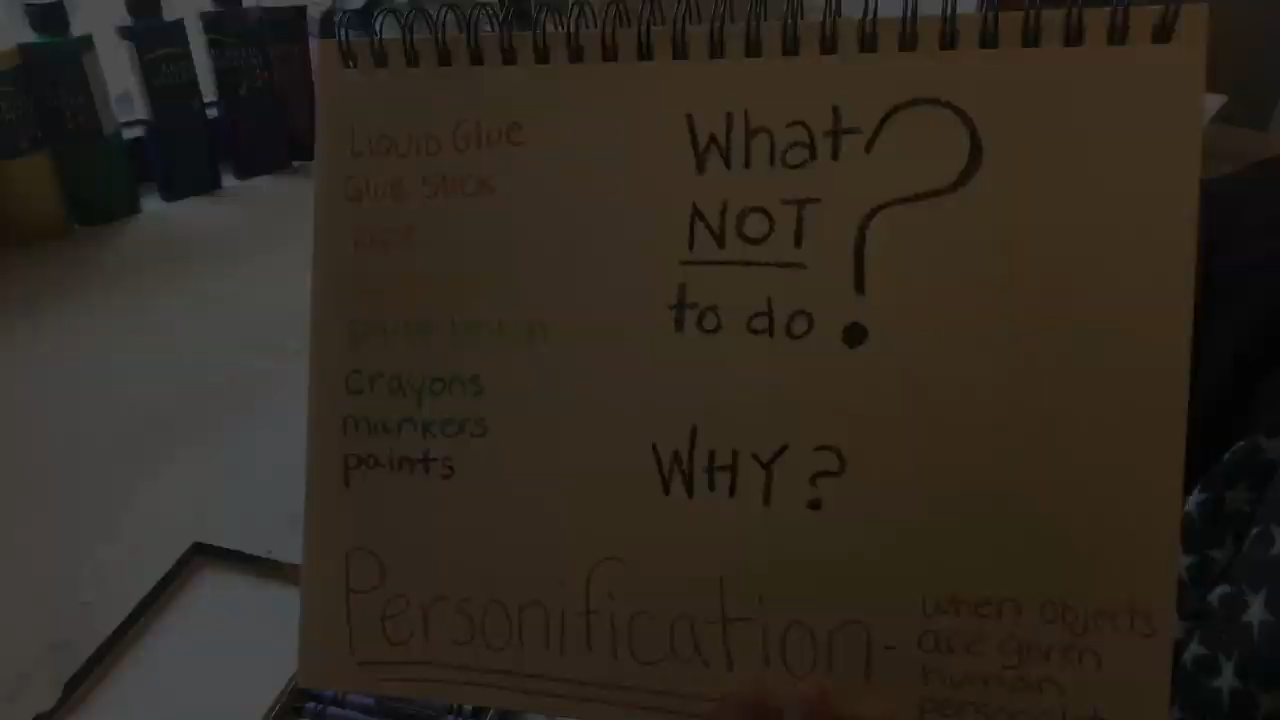 Liquid Glue
Glue Stick
crayons
markers
paints
What
NOT
to do?
WHY?
Personification -
when objects
are given
human